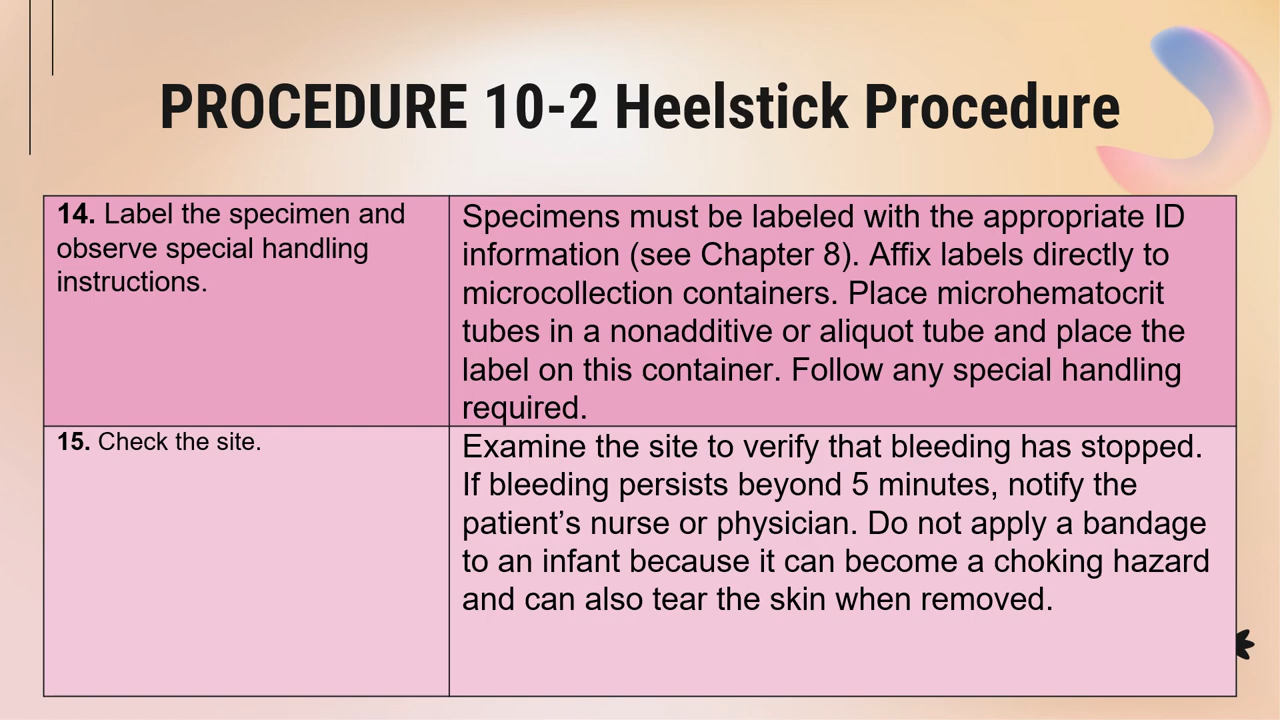 PROCEDURE 10-2 Heelstick Procedure
14. Label the specimen and
observe special handling
instructions.
Specimens must be labeled with the appropriate ID
information (see Chapter 8). Affix labels directly to
microcollection containers. Place microhematocrit
tubes in a nonadditive or aliquot tube and place the
label on this container. Follow any special handling
required.
15. Check the site.
Examine the site to verify that bleeding has stopped.
If bleeding persists beyond 5 minutes, notify the
patient’s nurse or physician. Do not apply a bandage
to an infant because it can become a choking hazard
and can also tear the skin when removed.